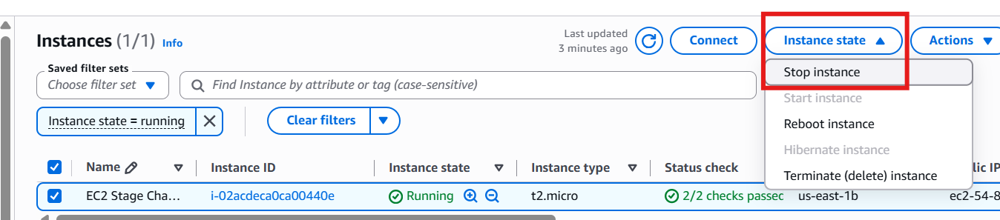 Instances (1/1) Info
Last updated
3 minutes ago
Connect
Instance state
Actions
Saved filter sets
Choose filter set
Find Instance by attribute or tag (case-sensitive)
Stop instance
Start instance
Reboot instance
Hibernate instance
Terminate (delete) instance
Instance state = running
Clear filters
Name Instance ID Instance state Instance type Status check lic IP
EC2 Stage Cha… i-02acdeca0ca00440e Running t2.micro 2/2 checks passed us-east-1b ec2-54-8